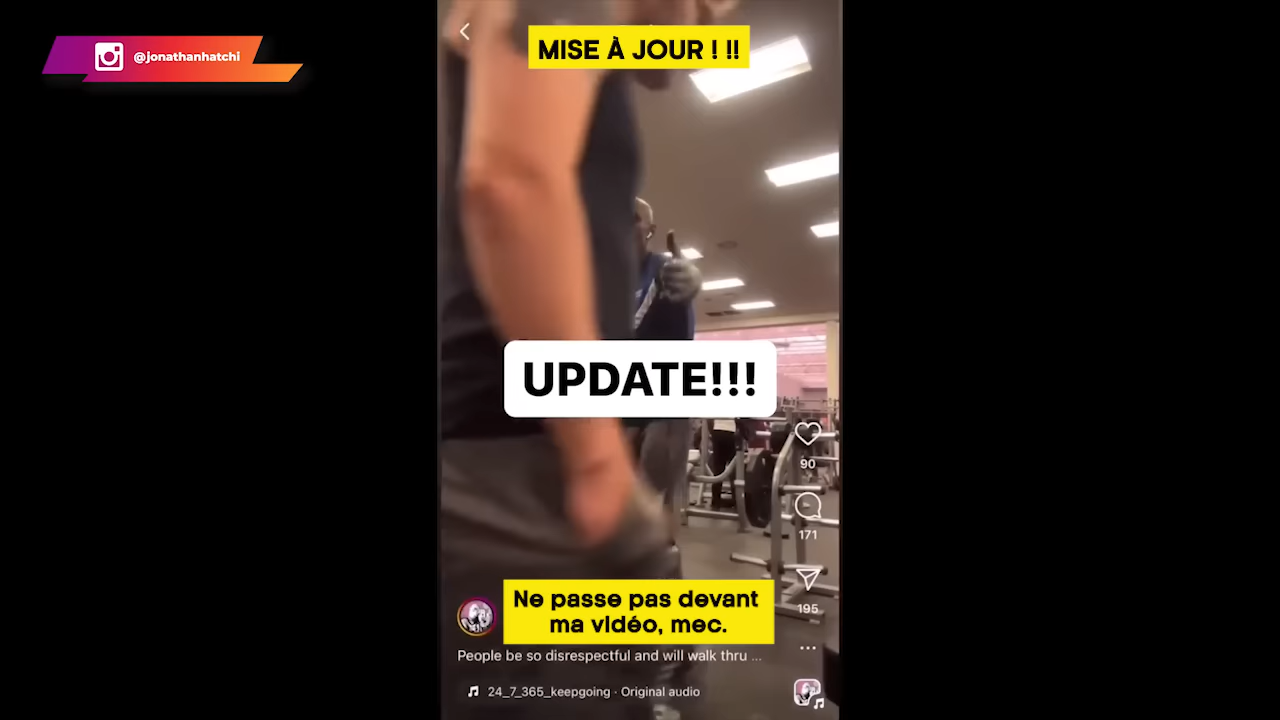 @jonathanhatchi
MISE À JOUR ! !!
UPDATE!!!
90
171
195
Ne passe pas devant
ma vidéo, mec.
People be so disrespectful and will walk thru ...
24_7_365_keepgoing · Original audio